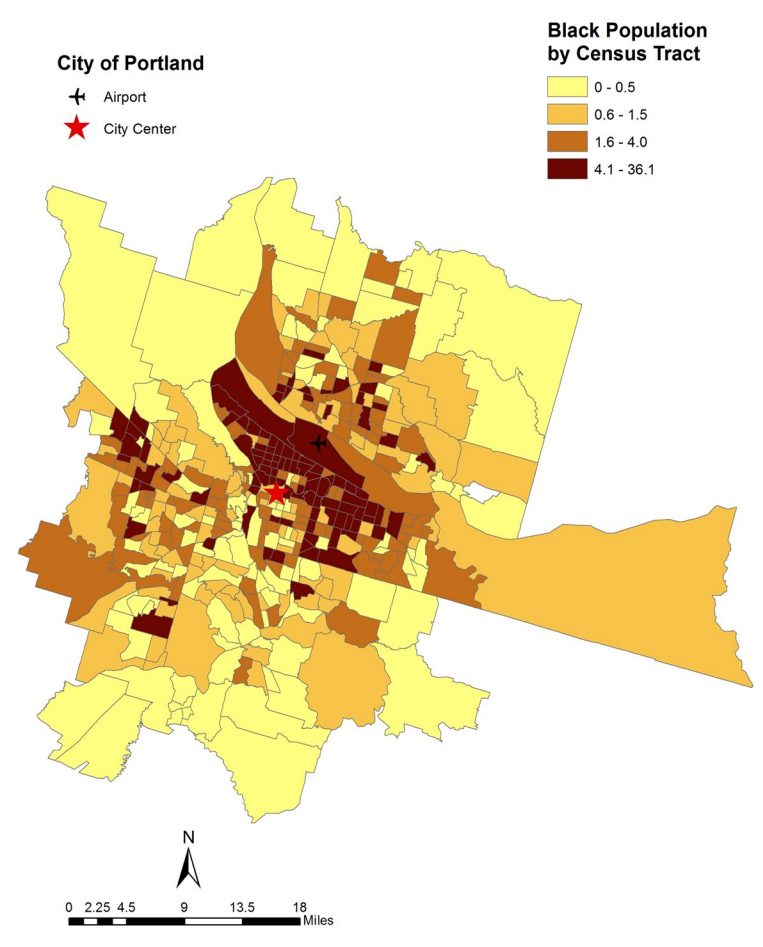 City of Portland
Airport
City Center
Black Population
by Census Tract
0 - 0.5
0.6 - 1.5
1.6 - 4.0
4.1 - 36.1
N
0 2.25 4.5 9 13.5 18
Miles